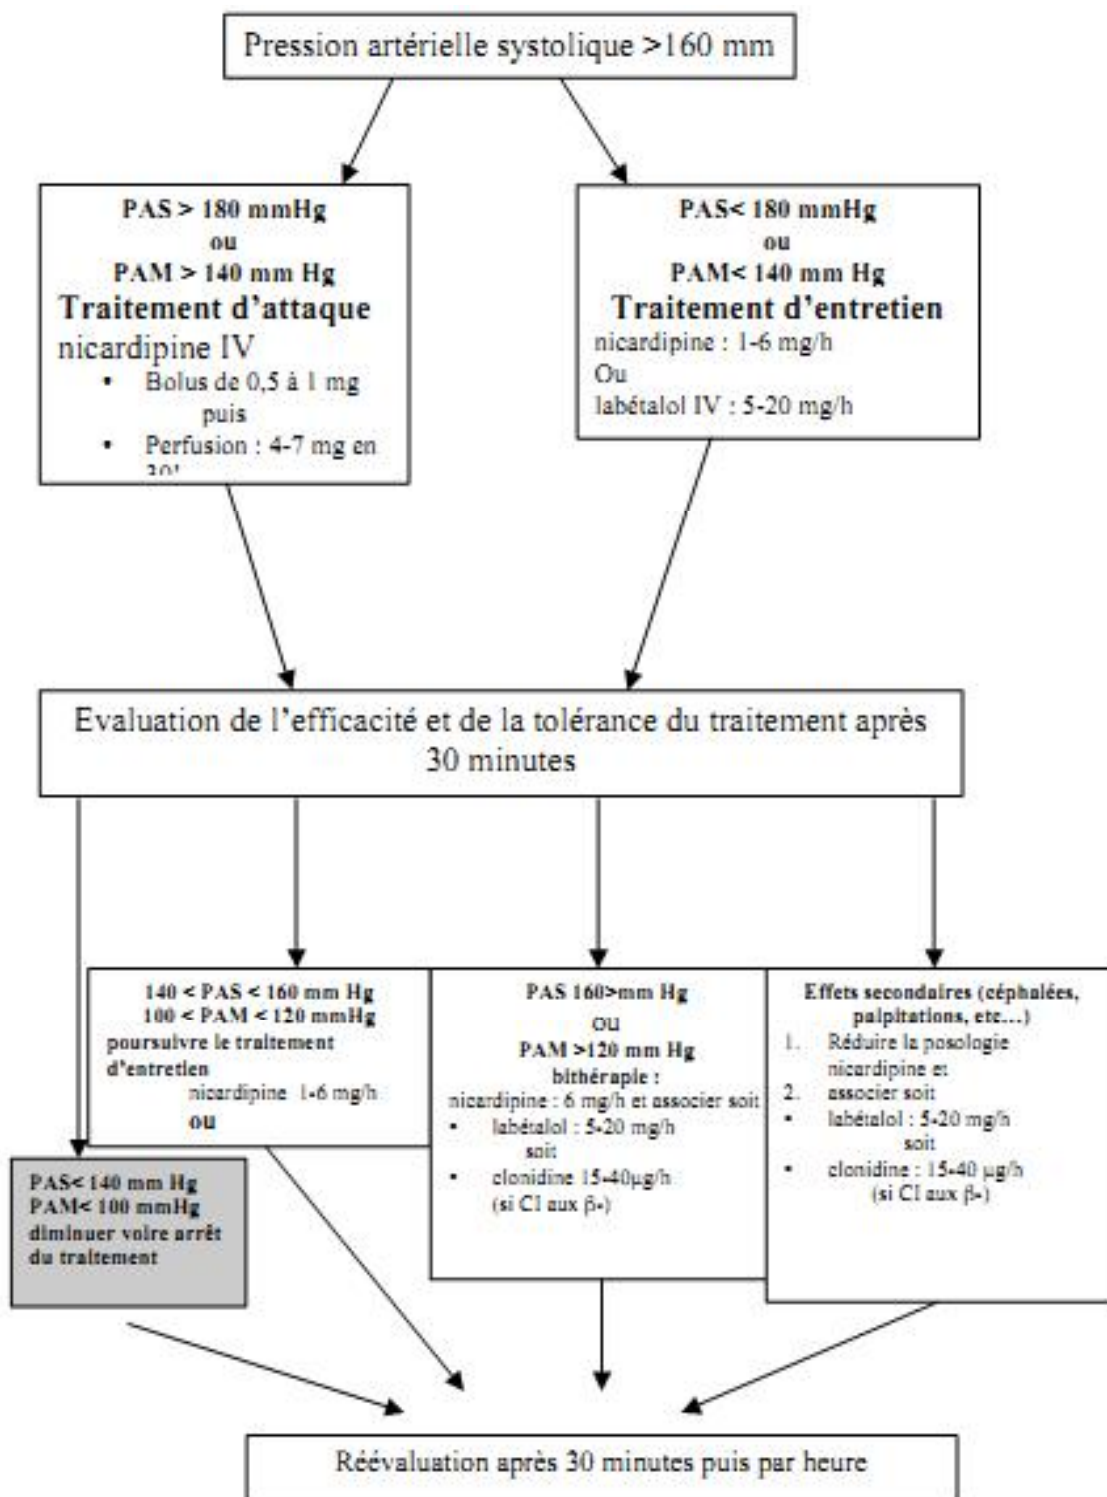 Pression artérielle systolique >160 mm
PAS > 180 mmHg
ou
PAM > 140 mm Hg
Traitement d'attaque
nicardipine IV
• Bolus de 0,5 à 1 mg
puis
• Perfusion : 4-7 mg en
30'
PAS< 180 mmHg
ou
PAM< 140 mm Hg
Traitement d'entretien
nicardipine : 1-6 mg/h
Ou
labétalol IV : 5-20 mg/h
Evaluation de l'efficacité et de la tolérance du traitement après
30 minutes
140 < PAS < 160 mm Hg
100 < PAM < 120 mmHg
poursuivre le traitement
d'entretien
nicardipine 1-6 mg/h
ou
PAS 160>mm Hg
ou
PAM >120 mm Hg
bithérapie :
nicardipine : 6 mg/h et associer soit
• labétalol : 5-20 mg/h
soit
• clonidine 15-40µg/h
(si CI aux β-)
Effets secondaires (céphalées,
palpitations, etc...)
1. Réduire la posologie
nicardipine et
2. associer soit
• labétalol : 5-20 mg/h
soit
• clonidine : 15-40 µg/h
(si CI aux β-)
PAS< 140 mm Hg
PAM< 100 mmHg
diminuer voire arrêt
du traitement
Réévaluation après 30 minutes puis par heure